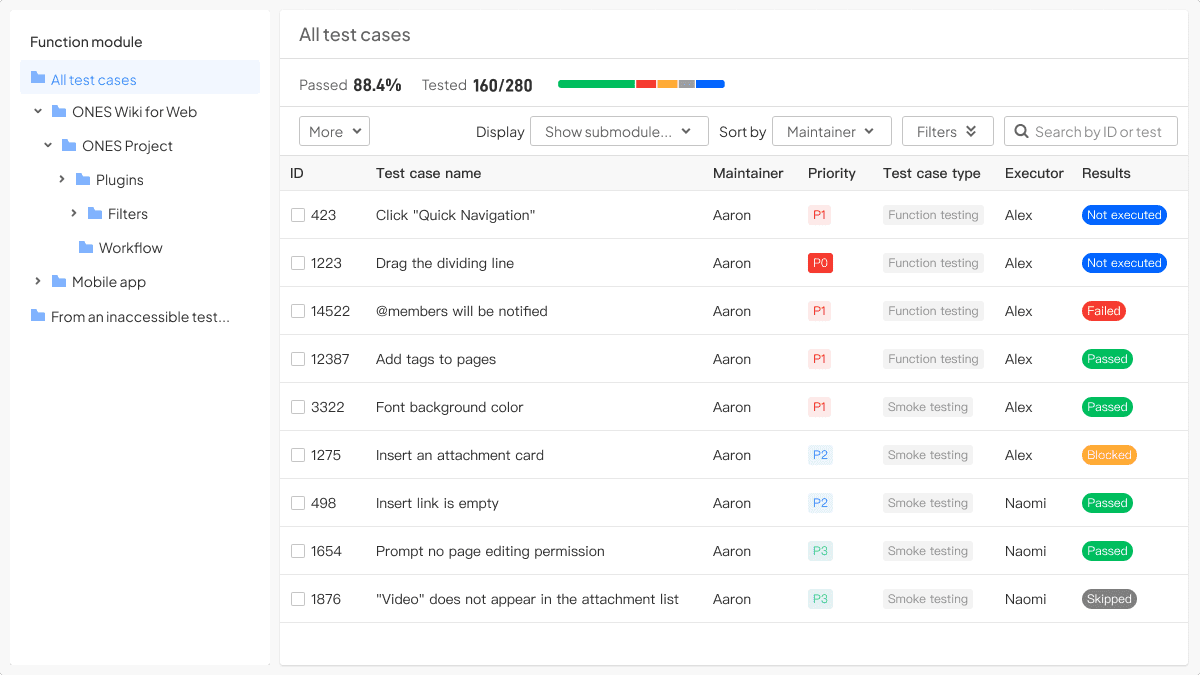 Function module
All test cases
ONES Wiki for Web
ONES Project
Plugins
Filters
Workflow
Mobile app
From an inaccessible test...
All test cases
Passed 88.4% Tested 160/280
More Display Show submodule... Sort by Maintainer Filters Search by ID or test
ID Test case name Maintainer Priority Test case type Executor Results
423 Click "Quick Navigation" Aaron P1 Function testing Alex Not executed
1223 Drag the dividing line Aaron P0 Function testing Alex Not executed
14522 @members will be notified Aaron P1 Function testing Alex Failed
12387 Add tags to pages Aaron P1 Function testing Alex Passed
3322 Font background color Aaron P1 Smoke testing Alex Passed
1275 Insert an attachment card Aaron P2 Smoke testing Alex Blocked
498 Insert link is empty Aaron P2 Smoke testing Naomi Passed
1654 Prompt no page editing permission Aaron P3 Smoke testing Naomi Passed
1876 "Video" does not appear in the attachment list Aaron P3 Smoke testing Naomi Skipped